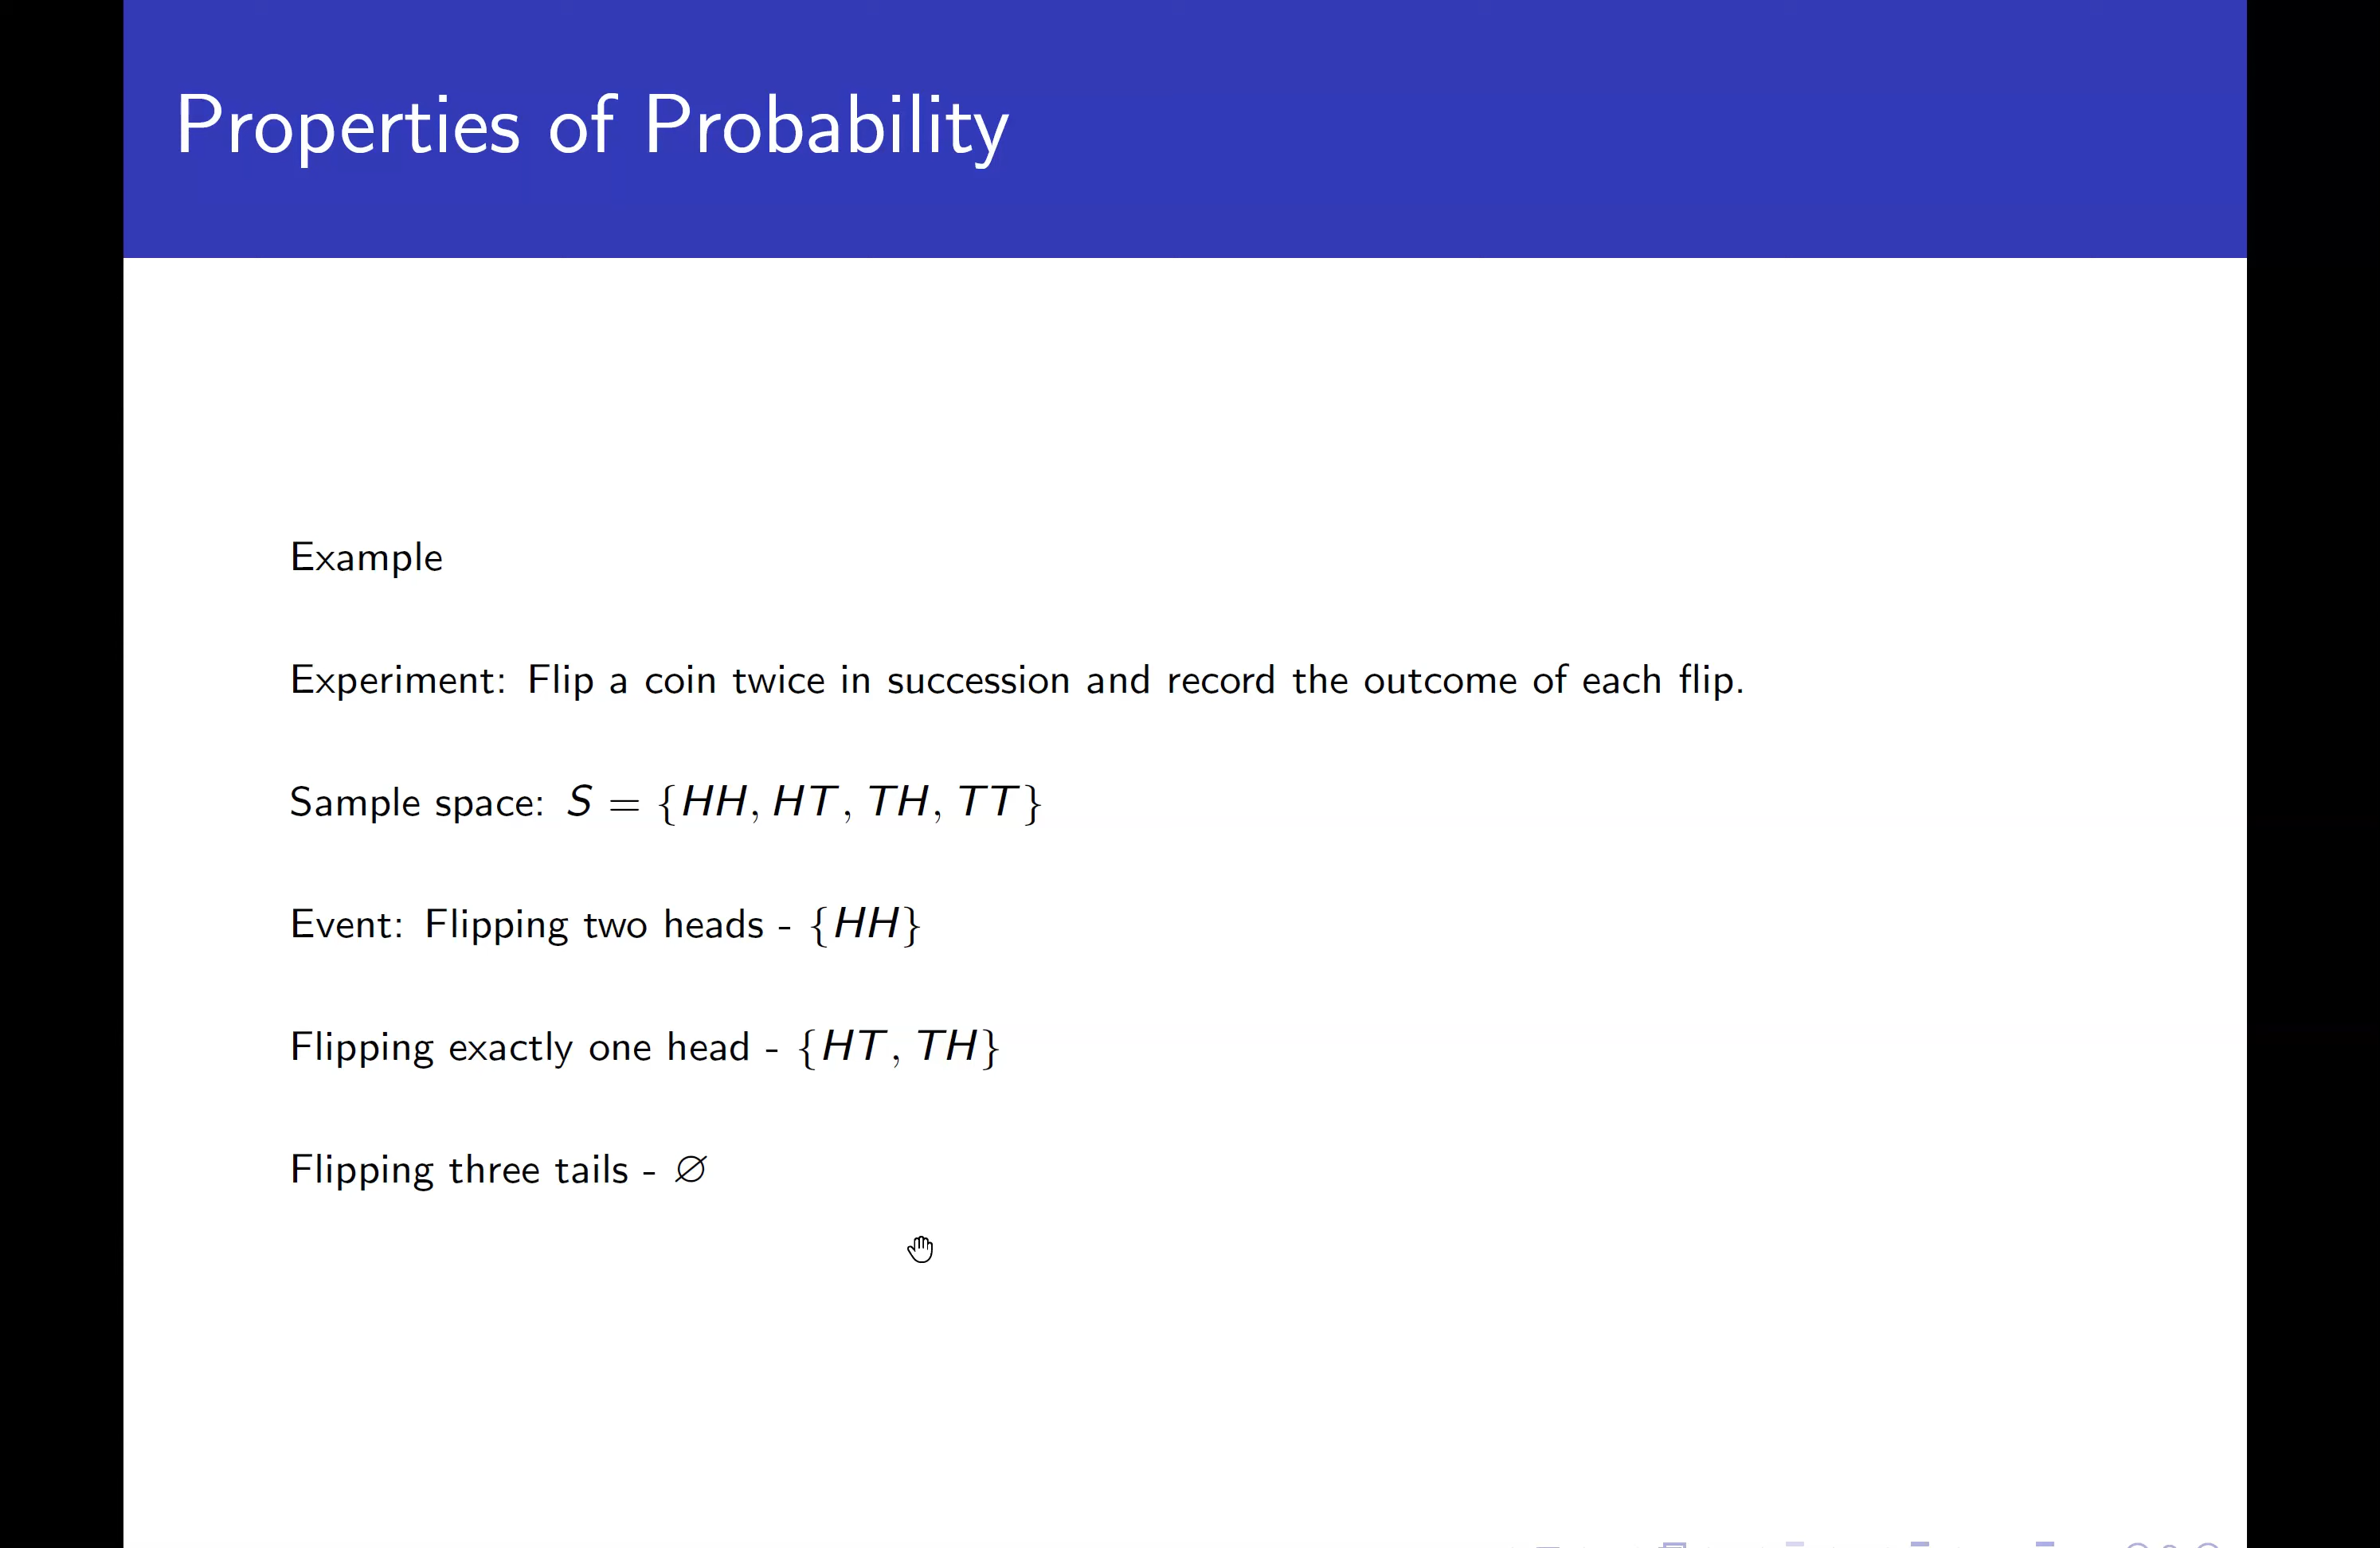 Properties of Probability
Example
Experiment: Flip a coin twice in succession and record the outcome of each flip.
Sample space: S = {HH, HT, TH, TT}
Event: Flipping two heads - {HH}
Flipping exactly one head - {HT, TH}
Flipping three tails - ∅